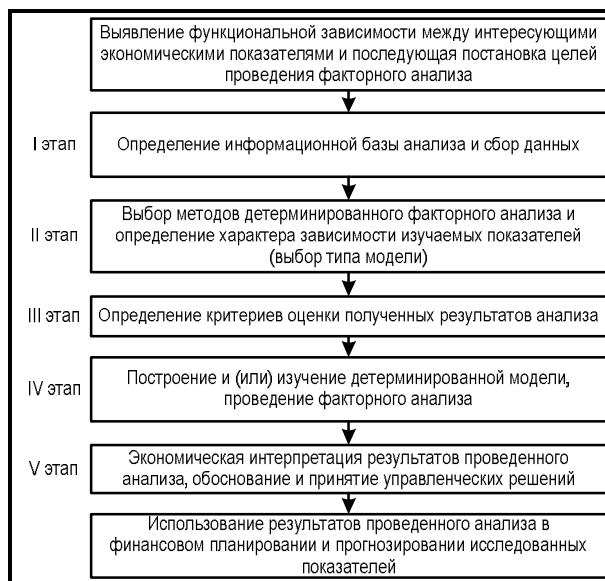 Выявление функциональной зависимости между интересующими
экономическими показателями и последующая постановка целей
проведения факторного анализа
I этап
Определение информационной базы анализа и сбор данных
II этап
Выбор методов детерминированного факторного анализа и
определение характера зависимости изучаемых показателей
(выбор типа модели)
III этап
Определение критериев оценки полученных результатов анализа
IV этап
Построение и (или) изучение детерминированной модели,
проведение факторного анализа
V этап
Экономическая интерпретация результатов проведенного
анализа, обоснование и принятие управленческих решений
Использование результатов проведенного анализа в
финансовом планировании и прогнозировании исследованных
показателей